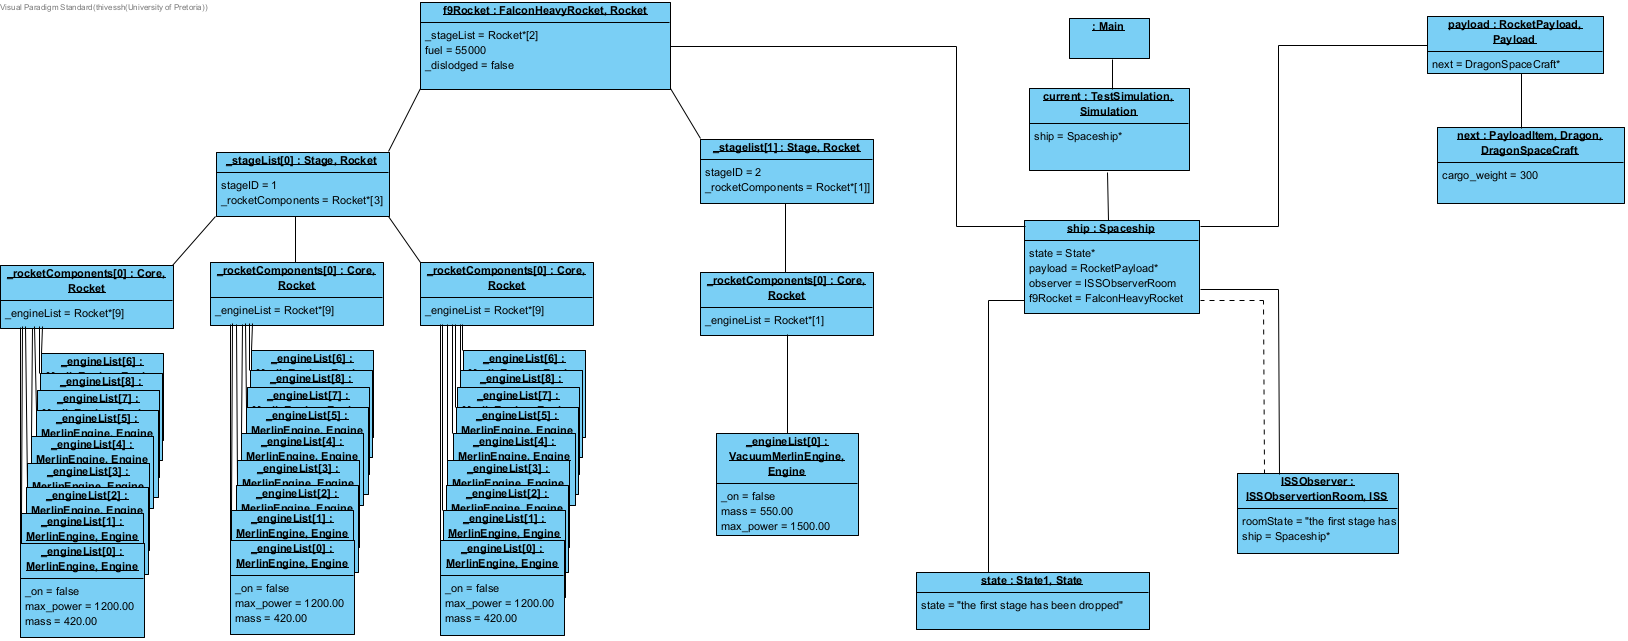 Visual Paradigm Standard(thivessh(University of Pretoria))
f9Rocket : FalconHeavyRocket, Rocket
_stageList = Rocket*[2]
fuel = 55000
_dislodged = false
: Main
payload : RocketPayload,
Payload
next = DragonSpaceCraft*
current : TestSimulation,
Simulation
ship = Spaceship*
next : PayloadItem, Dragon,
DragonSpaceCraft
cargo_weight = 300
_stageList[0] : Stage, Rocket
stageID = 1
_rocketComponents = Rocket*[3]
_stagelist[1] : Stage, Rocket
stageID = 2
_rocketComponents = Rocket*[1]]
ship : Spaceship
state = State*
payload = RocketPayload*
observer = ISSObserverRoom
f9Rocket = FalconHeavyRocket
_rocketComponents[0] : Core,
Rocket
_engineList = Rocket*[9]
_rocketComponents[0] : Core,
Rocket
_engineList = Rocket*[9]
_rocketComponents[0] : Core,
Rocket
_engineList = Rocket*[9]
_rocketComponents[0] : Core,
Rocket
_engineList = Rocket*[1]
_engineList[6] :
_engineList[8] :
_engineList[7] :
_engineList[5] :
MerlinEngine, Engine
_engineList[4] :
MerlinEngine, Engine
_engineList[3] :
MerlinEngine, Engine
_engineList[2] :
MerlinEngine, Engine
_engineList[1] :
MerlinEngine, Engine
_engineList[0] :
MerlinEngine, Engine
_on = false
max_power = 1200.00
mass = 420.00
_engineList[6] :
_engineList[8] :
_engineList[7] :
_engineList[5] :
MerlinEngine, Engine
_engineList[4] :
MerlinEngine, Engine
_engineList[3] :
MerlinEngine, Engine
_engineList[2] :
MerlinEngine, Engine
_engineList[1] :
MerlinEngine, Engine
_engineList[0] :
MerlinEngine, Engine
_on = false
max_power = 1200.00
mass = 420.00
_engineList[6] :
_engineList[8] :
_engineList[7] :
_engineList[5] :
MerlinEngine, Engine
_engineList[4] :
MerlinEngine, Engine
_engineList[3] :
MerlinEngine, Engine
_engineList[2] :
MerlinEngine, Engine
_engineList[1] :
MerlinEngine, Engine
_engineList[0] :
MerlinEngine, Engine
_on = false
max_power = 1200.00
mass = 420.00
_engineList[0] :
VacuumMerlinEngine,
Engine
_on = false
mass = 550.00
max_power = 1500.00
ISSObserver :
ISSObservertionRoom, ISS
roomState = "the first stage has
ship = Spaceship*
state : State1, State
state = "the first stage has been dropped"